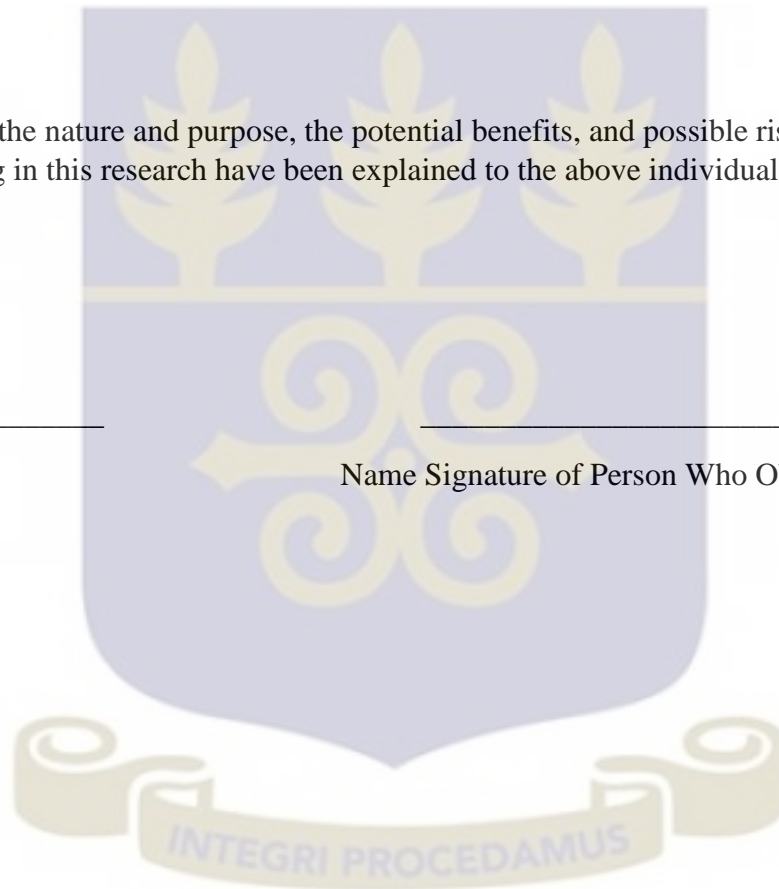 the nature and purpose, the potential benefits, and possible
in this research have been explained to the above individual
Name Signature of Person Who
INTEGRI PROCEDAMUS